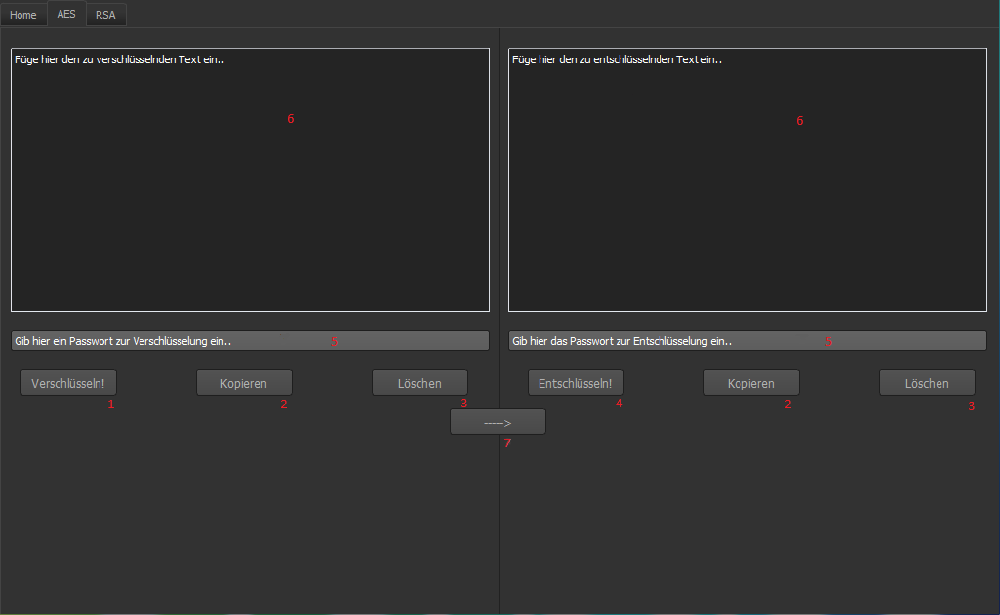 Home AES RSA
Füge hier den zu verschlüsselnden Text ein..
6
Gib hier ein Passwort zur Verschlüsselung ein.. 5
Verschlüsseln! Kopieren Löschen
1 2 3
Füge hier den zu entschlüsselnden Text ein..
6
Gib hier das Passwort zur Entschlüsselung ein.. 5
Entschlüsseln! Kopieren Löschen
4 2 3
----->
7